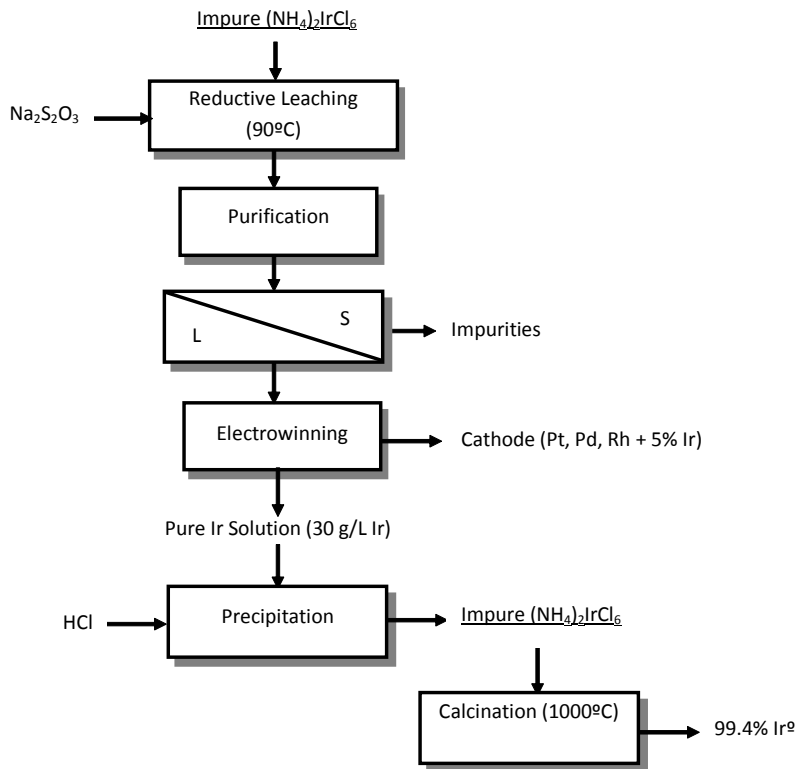 Impure (NH₄)₂IrCl₆
Na₂S₂O₃
Reductive Leaching
(90ºC)
Purification
L
S
Impurities
Electrowinning
Cathode (Pt, Pd, Rh + 5% Ir)
Pure Ir Solution (30 g/L Ir)
HCl
Precipitation
Impure (NH₄)₂IrCl₆
Calcination (1000ºC)
99.4% Irº